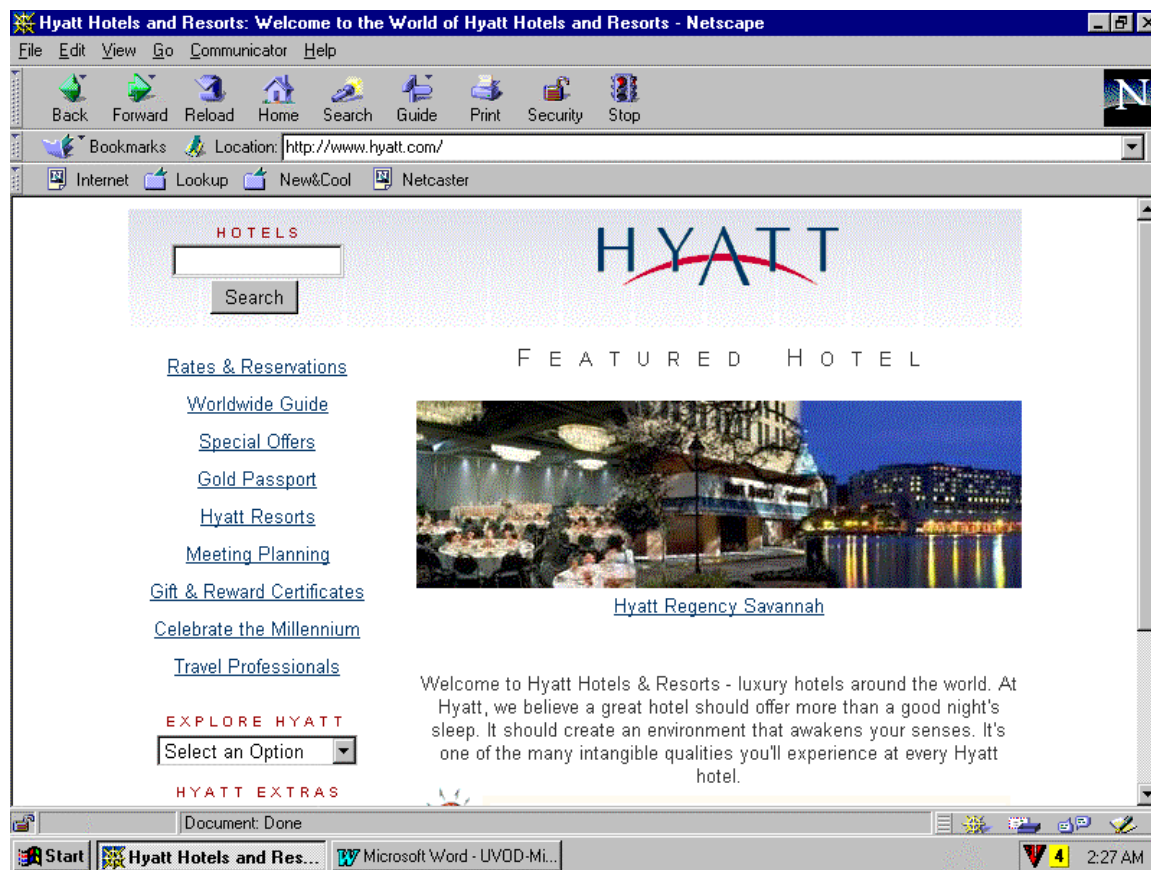 Hyatt Hotels and Resorts: Welcome to the World of Hyatt Hotels and Resorts - Netscape
File Edit View Go Communicator Help
Back Forward Reload Home Search Guide Print Security Stop
N
Bookmarks Location: http://www.hyatt.com/
Internet Lookup New&Cool Netcaster
HOTELS
Search
HYATT
Rates & Reservations
Worldwide Guide
Special Offers
Gold Passport
Hyatt Resorts
Meeting Planning
Gift & Reward Certificates
Celebrate the Millennium
Travel Professionals
EXPLORE HYATT
Select an Option
HYATT EXTRAS
FEATURED HOTEL
Hyatt Regency Savannah
Welcome to Hyatt Hotels & Resorts - luxury hotels around the world. At
Hyatt, we believe a great hotel should offer more than a good night's
sleep. It should create an environment that awakens your senses. It's
one of the many intangible qualities you'll experience at every Hyatt
hotel.
Document: Done
Start Hyatt Hotels and Res... Microsoft Word - UVOD-Mi... 4 2:27 AM